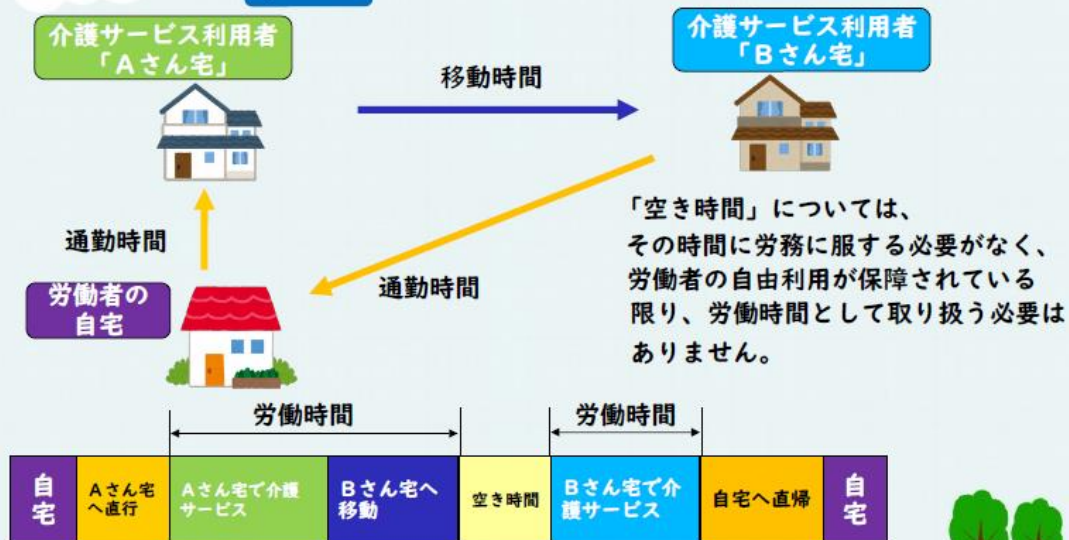 介護サービス利用者
「Aさん宅」
介護サービス利用者
「Bさん宅」
移動時間
通勤時間
労働者の
自宅
通勤時間
「空き時間」については、
その時間に労務に服する必要がなく、
労働者の自由利用が保障されている
限り、労働時間として取り扱う必要は
ありません。
労働時間
労働時間
自宅
Aさん宅
へ直行
Aさん宅で介護
サービス
Bさん宅へ
移動
空き時間
Bさん宅で介
護サービス
自宅へ直帰
自宅